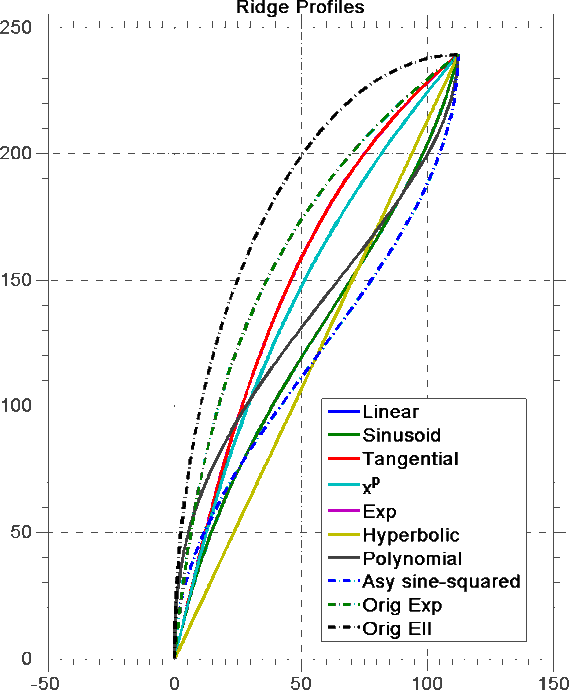 Ridge Profiles
250
200
150
100
50
0
Linear
Sinusoid
Tangential
xᵖ
Exp
Hyperbolic
Polynomial
Asy sine-squared
Orig Exp
Orig Ell
-50 0 50 100 150